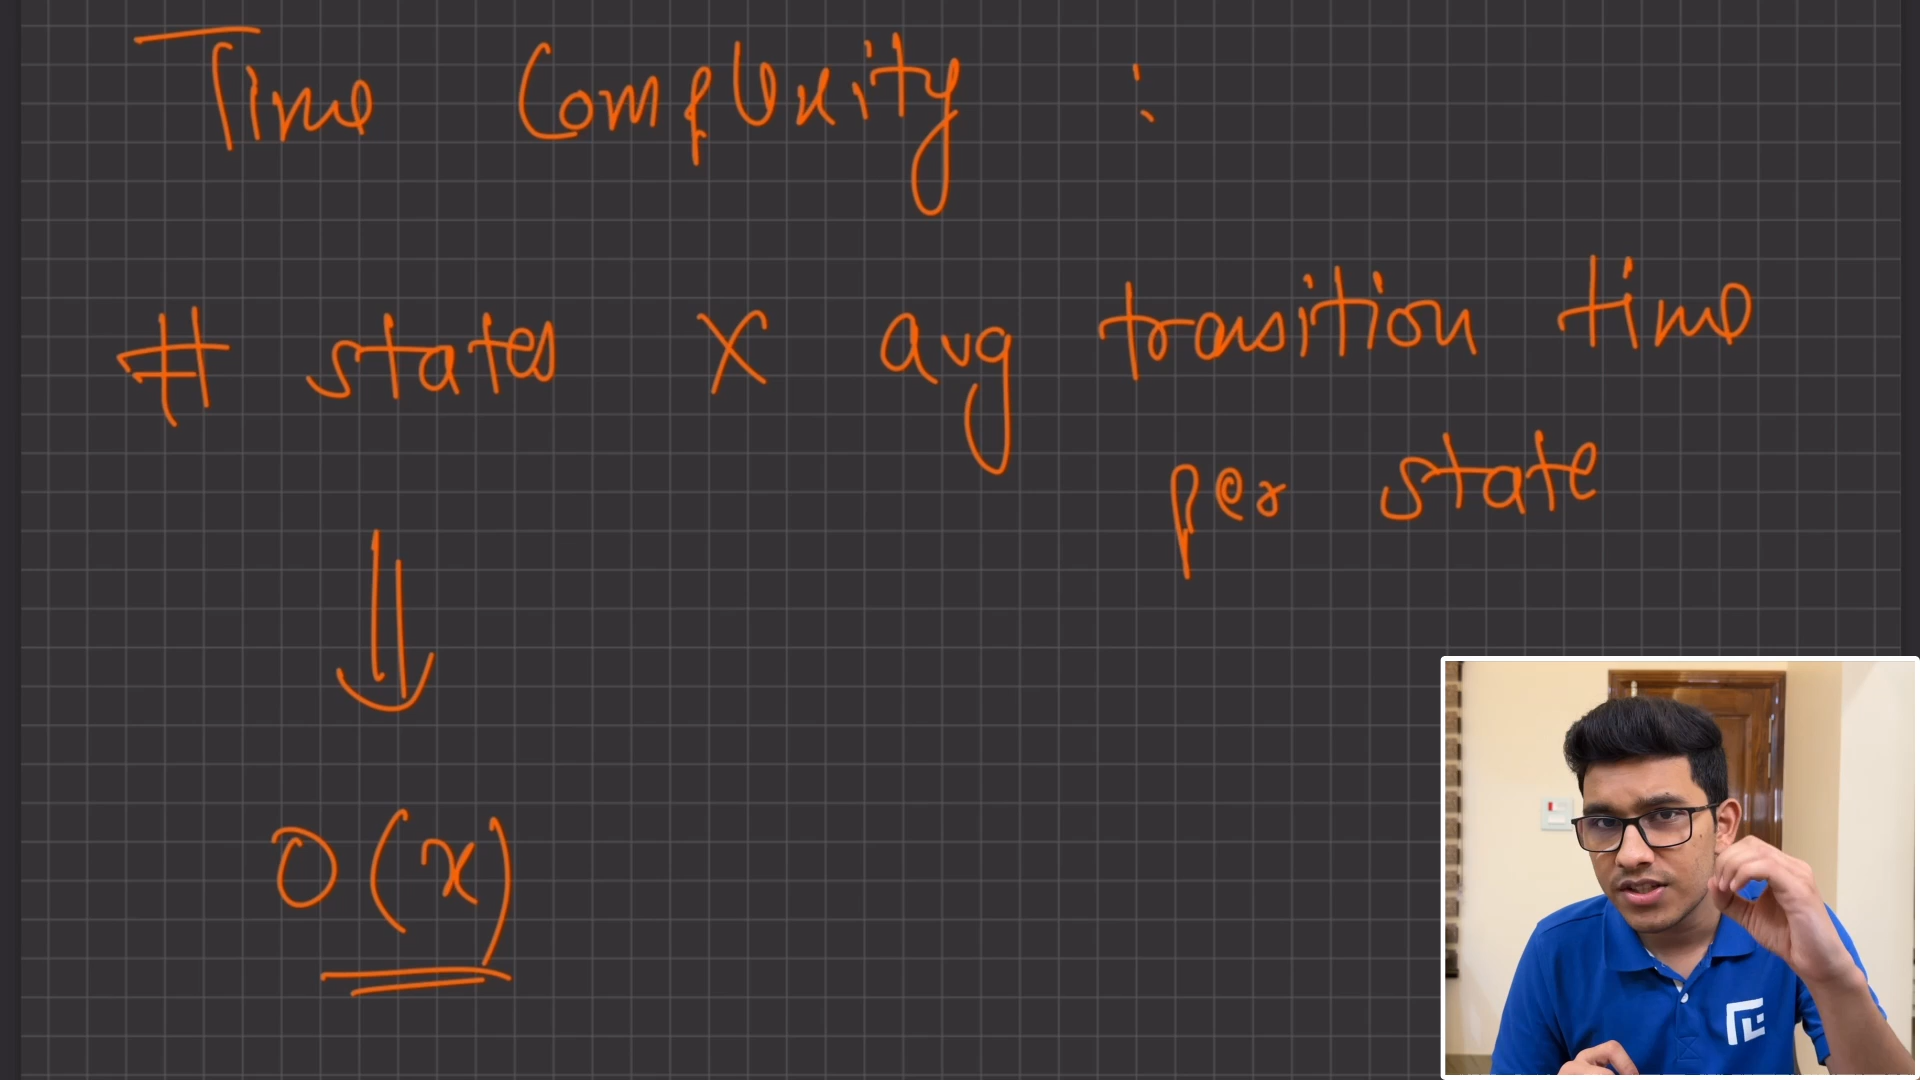 Time Complexity :
# states X avg transition time
per state
O(x)